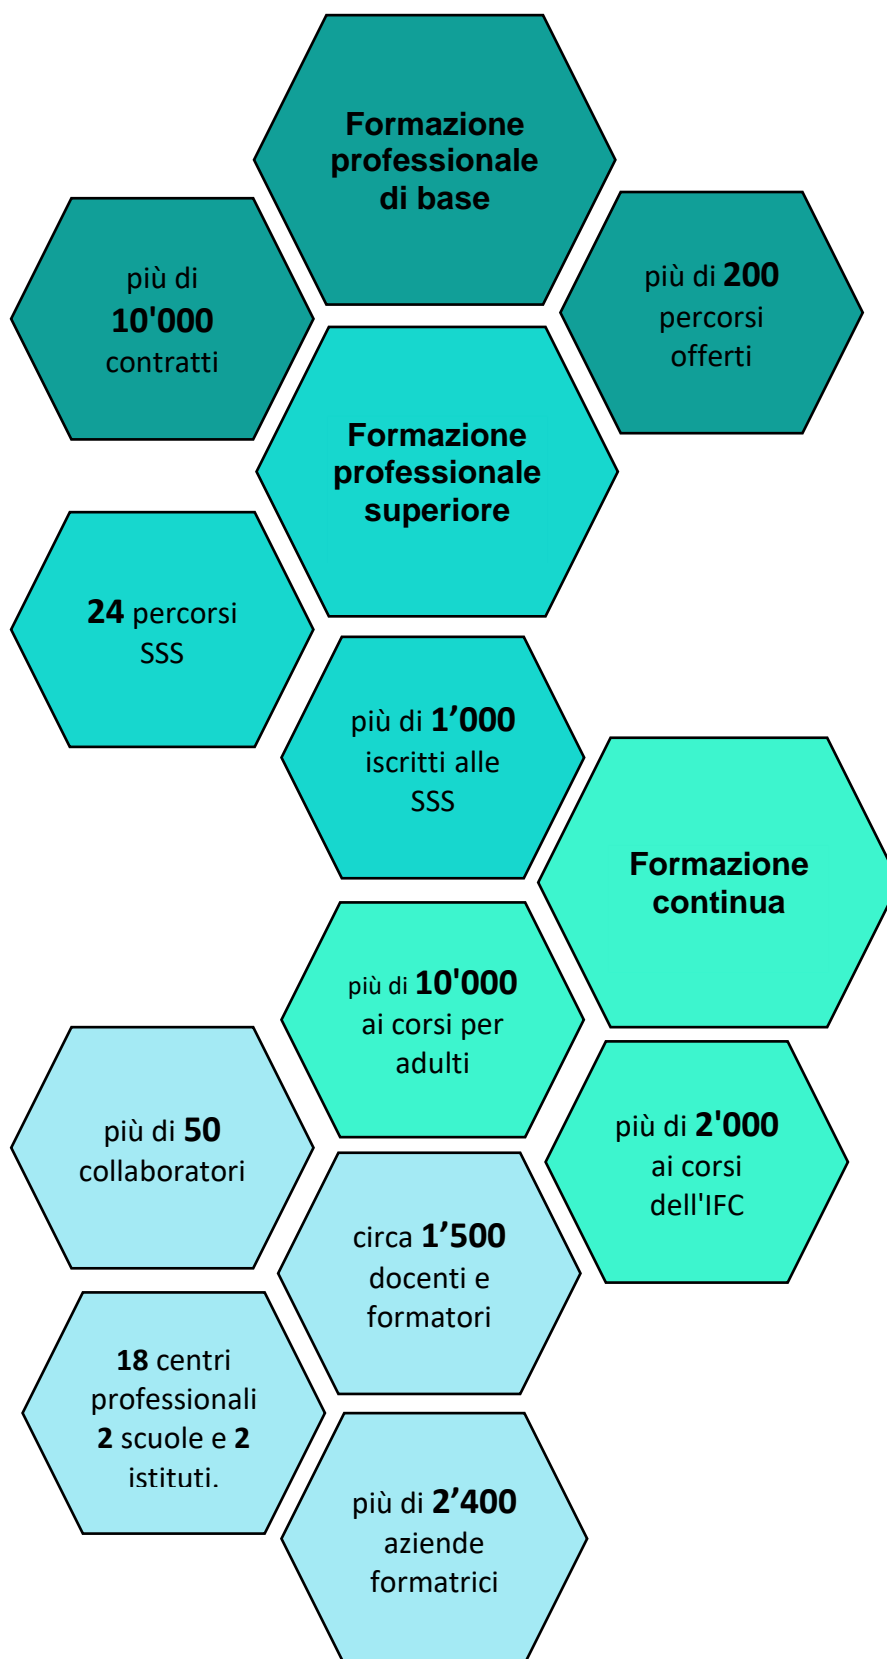 Formazione
professionale
di base
più di
10'000
contratti
più di 200
percorsi
offerti
Formazione
professionale
superiore
24 percorsi
SSS
più di 1’000
iscritti alle
SSS
Formazione
continua
più di 10'000
ai corsi per
adulti
più di 50
collaboratori
più di 2'000
ai corsi
dell'IFC
circa 1’500
docenti e
formatori
18 centri
professionali
2 scuole e 2
istituti.
più di 2’400
aziende
formatrici